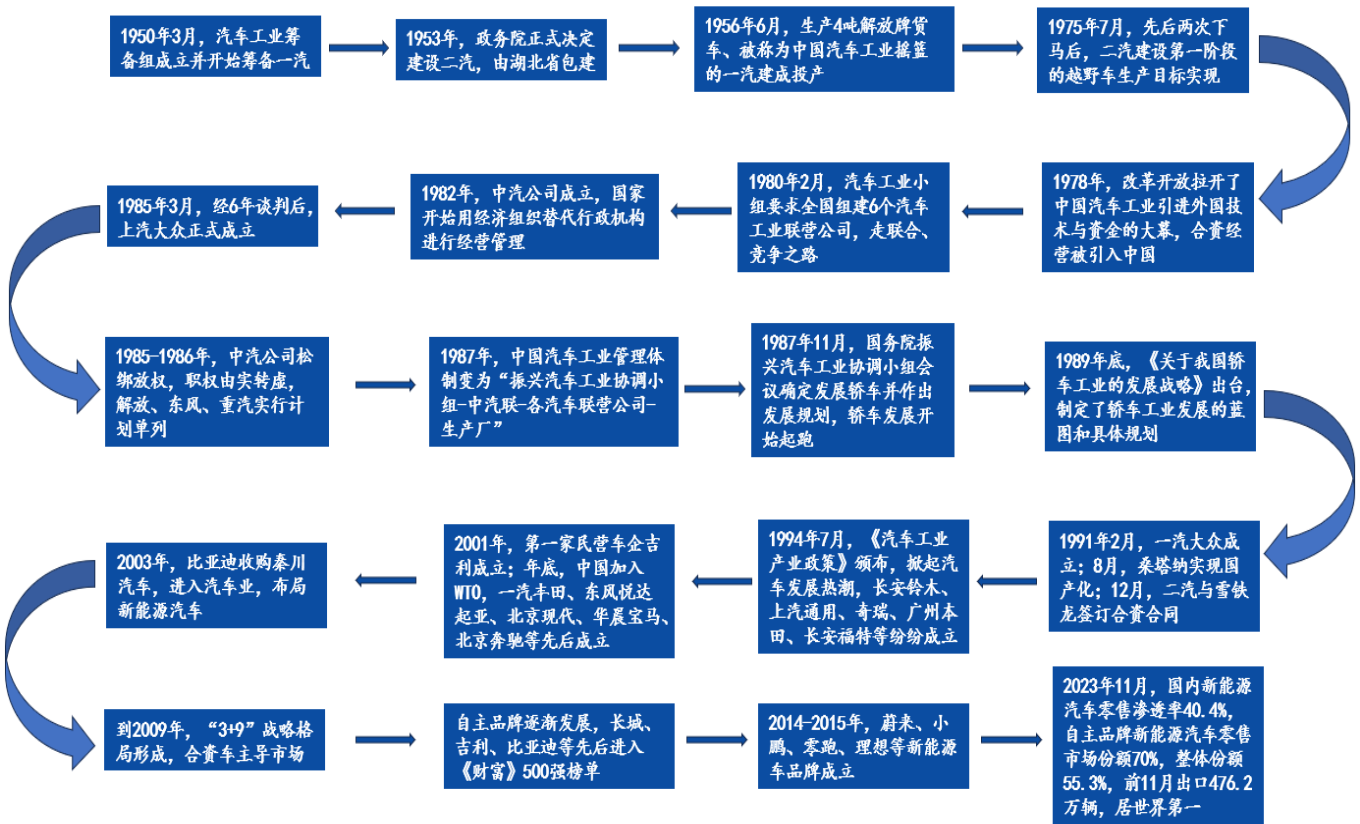 1950年3月，汽车工业筹
备组成立并开始筹备一汽
1953年，政务院正式决定
建设二汽，由湖北省包建
1956年6月，生产4吨解放牌货
车、被称为中国汽车工业摇篮
的一汽建成投产
1975年7月，先后两次下
马后，二汽建设第一阶段
的越野车生产目标实现
1978年，改革开放拉开了
中国汽车工业引进外国技
术与资金的大幕，合资经
营被引入中国
1980年2月，汽车工业小
组要求全国组建6个汽车
工业联营公司，走联合、
竞争之路
1982年，中汽公司成立，国家
开始用经济组织替代行政机构
进行经营管理
1985年3月，经6年谈判后，
上汽大众正式成立
1985-1986年，中汽公司松
绑放权，职权由实转虚，
解放、东风、重汽实行计
划单列
1987年，中国汽车工业管理体
制变为“振兴汽车工业协调小
组-中汽联-各汽车联营公司-
生产厂”
1987年11月，国务院振
兴汽车工业协调小组会
议确定发展轿车并作出
发展规划，轿车发展开
始起跑
1989年底，《关于我国轿
车工业的发展战略》出台，
制定了轿车工业发展的蓝
图和具体规划
1991年2月，一汽大众成
立；8月，桑塔纳实现国
产化；12月，二汽与雪铁
龙签订合资合同
1994年7月，《汽车工业
产业政策》颁布，掀起汽
车发展热潮，长安铃木、
上汽通用、奇瑞、广州本
田、长安福特等纷纷成立
2001年，第一家民营车企吉
利成立；年底，中国加入
WTO，一汽丰田、东风悦达
起亚、北京现代、华晨宝马、
北京奔驰等先后成立
2003年，比亚迪收购秦川
汽车，进入汽车业，布局
新能源汽车
到2009年，“3+9”战略格
局形成，合资车主导市场
自主品牌逐渐发展，长城、
吉利、比亚迪等先后进入
《财富》500强榜单
2014-2015年，蔚来、小
鹏、零跑、理想等新能源
车品牌成立
2023年11月，国内新能源
汽车零售渗透率40.4%，
自主品牌新能源汽车零售
市场份额70%，整体份额
55.3%，前11月出口476.2
万辆，居世界第一